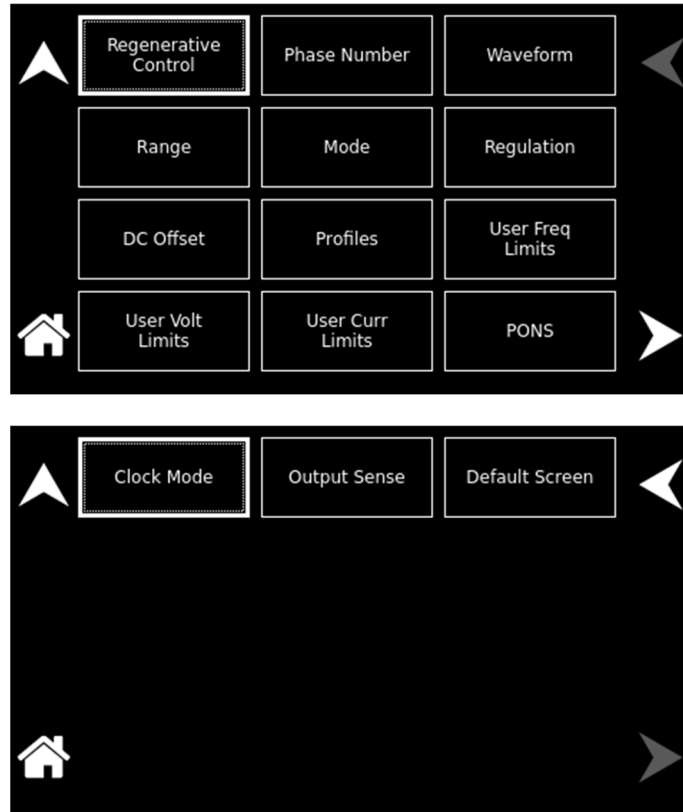 Regenerative
Control
Phase Number
Waveform
Range
Mode
Regulation
DC Offset
Profiles
User Freq
Limits
User Volt
Limits
User Curr
Limits
PONS
Clock Mode
Output Sense
Default Screen